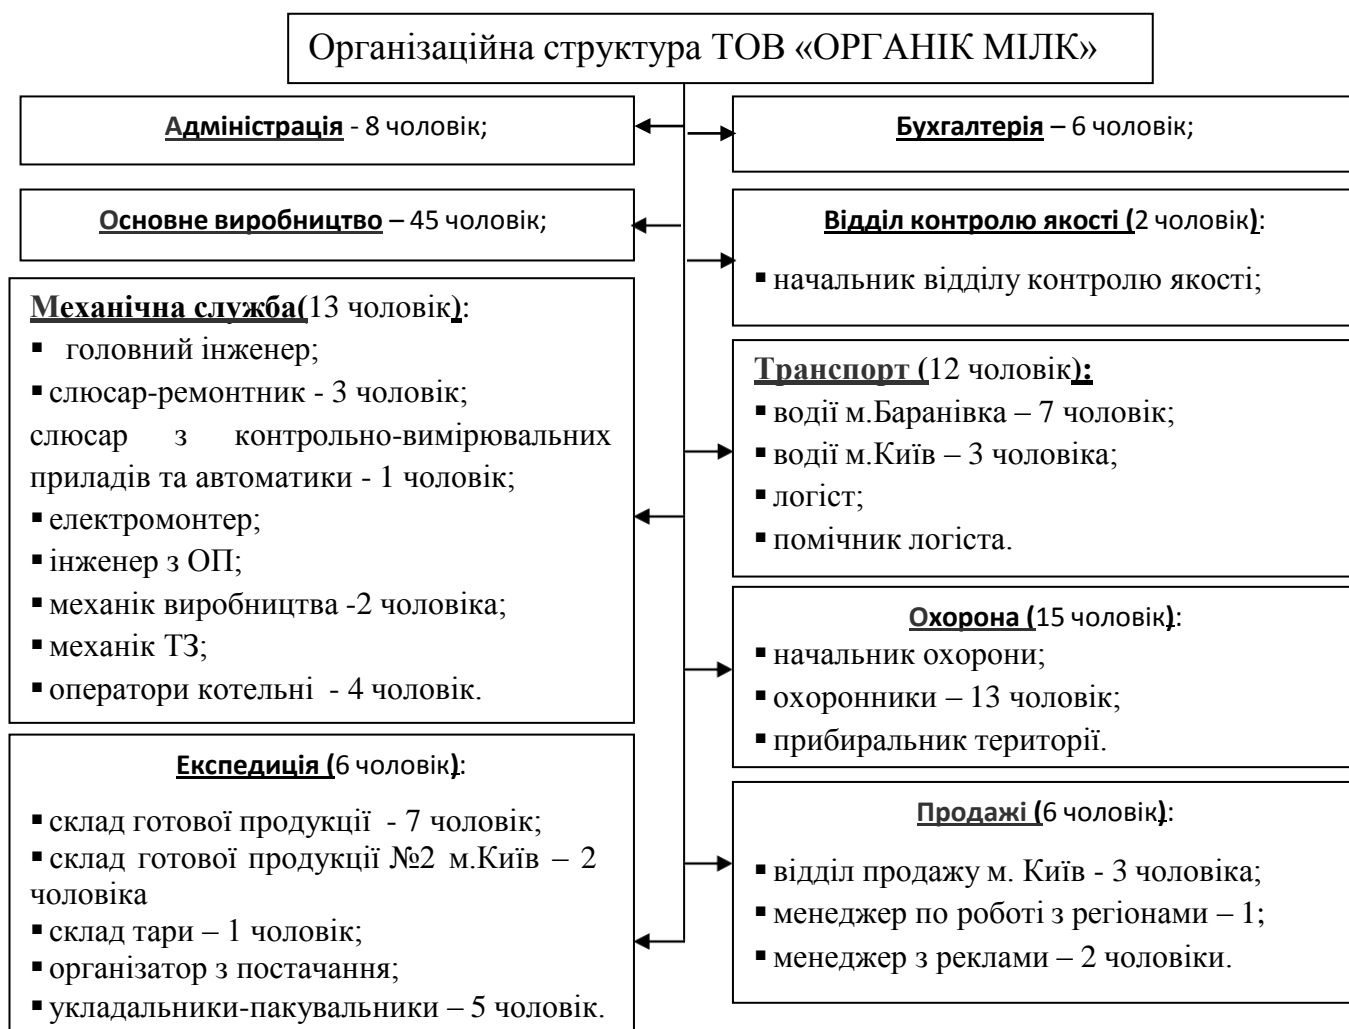 Організаційна структура ТОВ «ОРГАНІК МІЛК»
Адміністрація - 8 чоловік;
Бухгалтерія – 6 чоловік;
Основне виробництво – 45 чоловік;
Відділ контролю якості (2 чоловік):
▪ начальник відділу контролю якості;
Механічна служба(13 чоловік):
▪ головний інженер;
▪ слюсар-ремонтник - 3 чоловік;
слюсар з контрольно-вимірювальних
приладів та автоматики - 1 чоловік;
▪ електромонтер;
▪ інженер з ОП;
▪ механік виробництва -2 чоловіка;
▪ механік ТЗ;
▪ оператори котельні - 4 чоловік.
Транспорт (12 чоловік):
▪ водії м.Баранівка – 7 чоловік;
▪ водії м.Київ – 3 чоловіка;
▪ логіст;
▪ помічник логіста.
Охорона (15 чоловік):
▪ начальник охорони;
▪ охоронники – 13 чоловік;
▪ прибиральник території.
Експедиція (6 чоловік):
▪ склад готової продукції - 7 чоловік;
▪ склад готової продукції №2 м.Київ – 2
чоловіка
▪ склад тари – 1 чоловік;
▪ організатор з постачання;
▪ укладальники-пакувальники – 5 чоловік.
Продажі (6 чоловік):
▪ відділ продажу м. Київ - 3 чоловіка;
▪ менеджер по роботі з регіонами – 1;
▪ менеджер з реклами – 2 чоловіки.